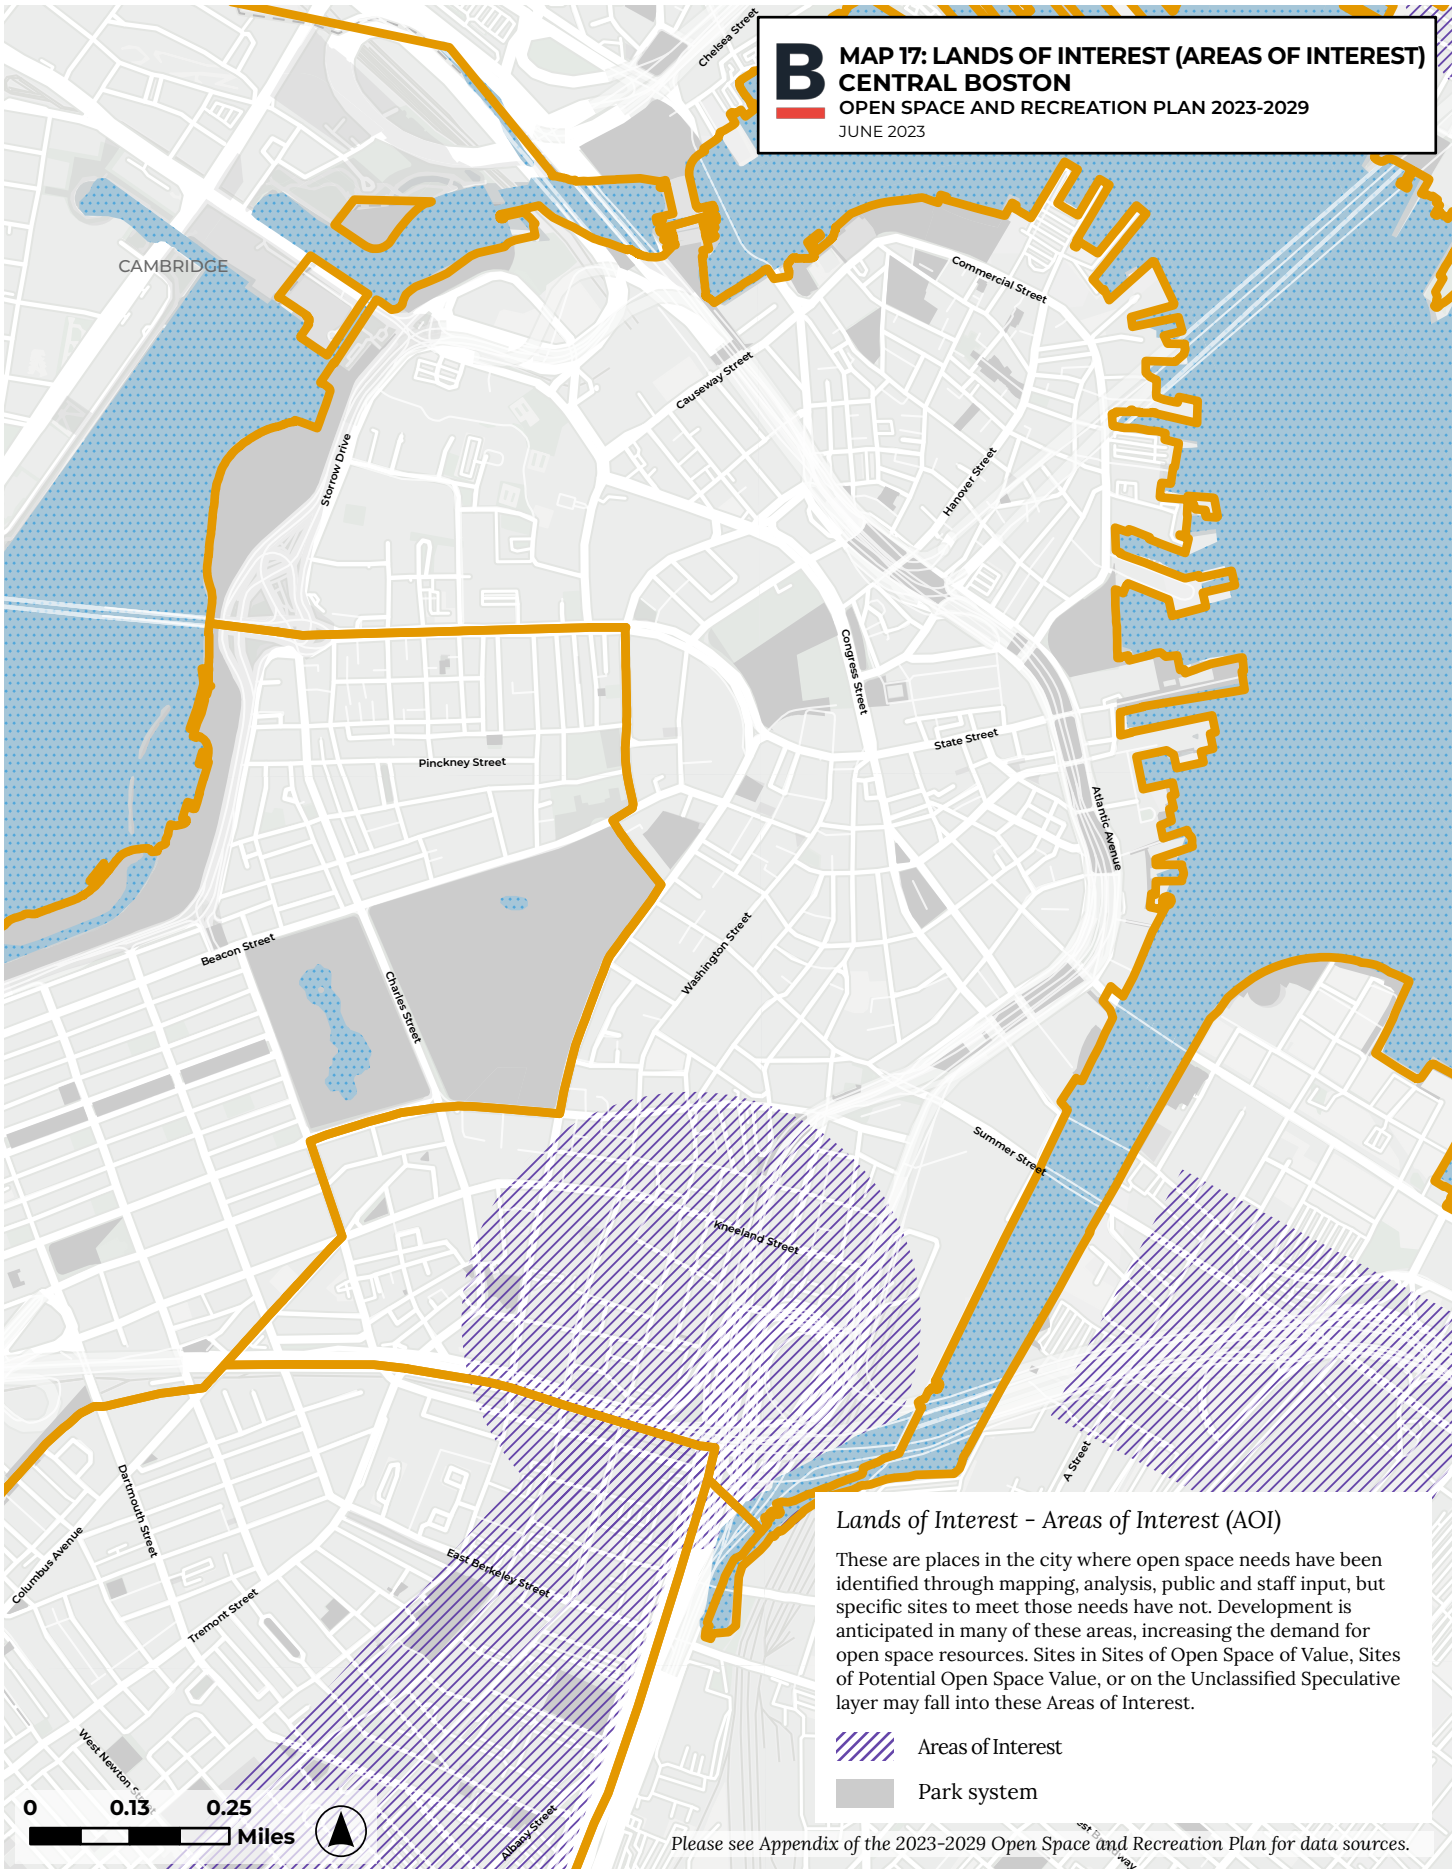 B
MAP 17: LANDS OF INTEREST (AREAS OF INTEREST)
CENTRAL BOSTON
OPEN SPACE AND RECREATION PLAN 2023-2029
JUNE 2023
Chelsea Street
CAMBRIDGE
Commercial Street
Causeway Street
Storrow Drive
Hanover Street
Congress Street
State Street
Pinckney Street
Atlantic Avenue
Washington Street
Beacon Street
Charles Street
Summer Street
Kneeland Street
A Street
Dartmouth Street
Columbus Avenue
East Berkeley Street
Tremont Street
West Newton Street
Albany Street
Lands of Interest - Areas of Interest (AOI)
These are places in the city where open space needs have been
identified through mapping, analysis, public and staff input, but
specific sites to meet those needs have not. Development is
anticipated in many of these areas, increasing the demand for
open space resources. Sites in Sites of Open Space of Value, Sites
of Potential Open Space Value, or on the Unclassified Speculative
layer may fall into these Areas of Interest.
Areas of Interest
Park system
0 0.13 0.25
Miles
Please see Appendix of the 2023-2029 Open Space and Recreation Plan for data sources.